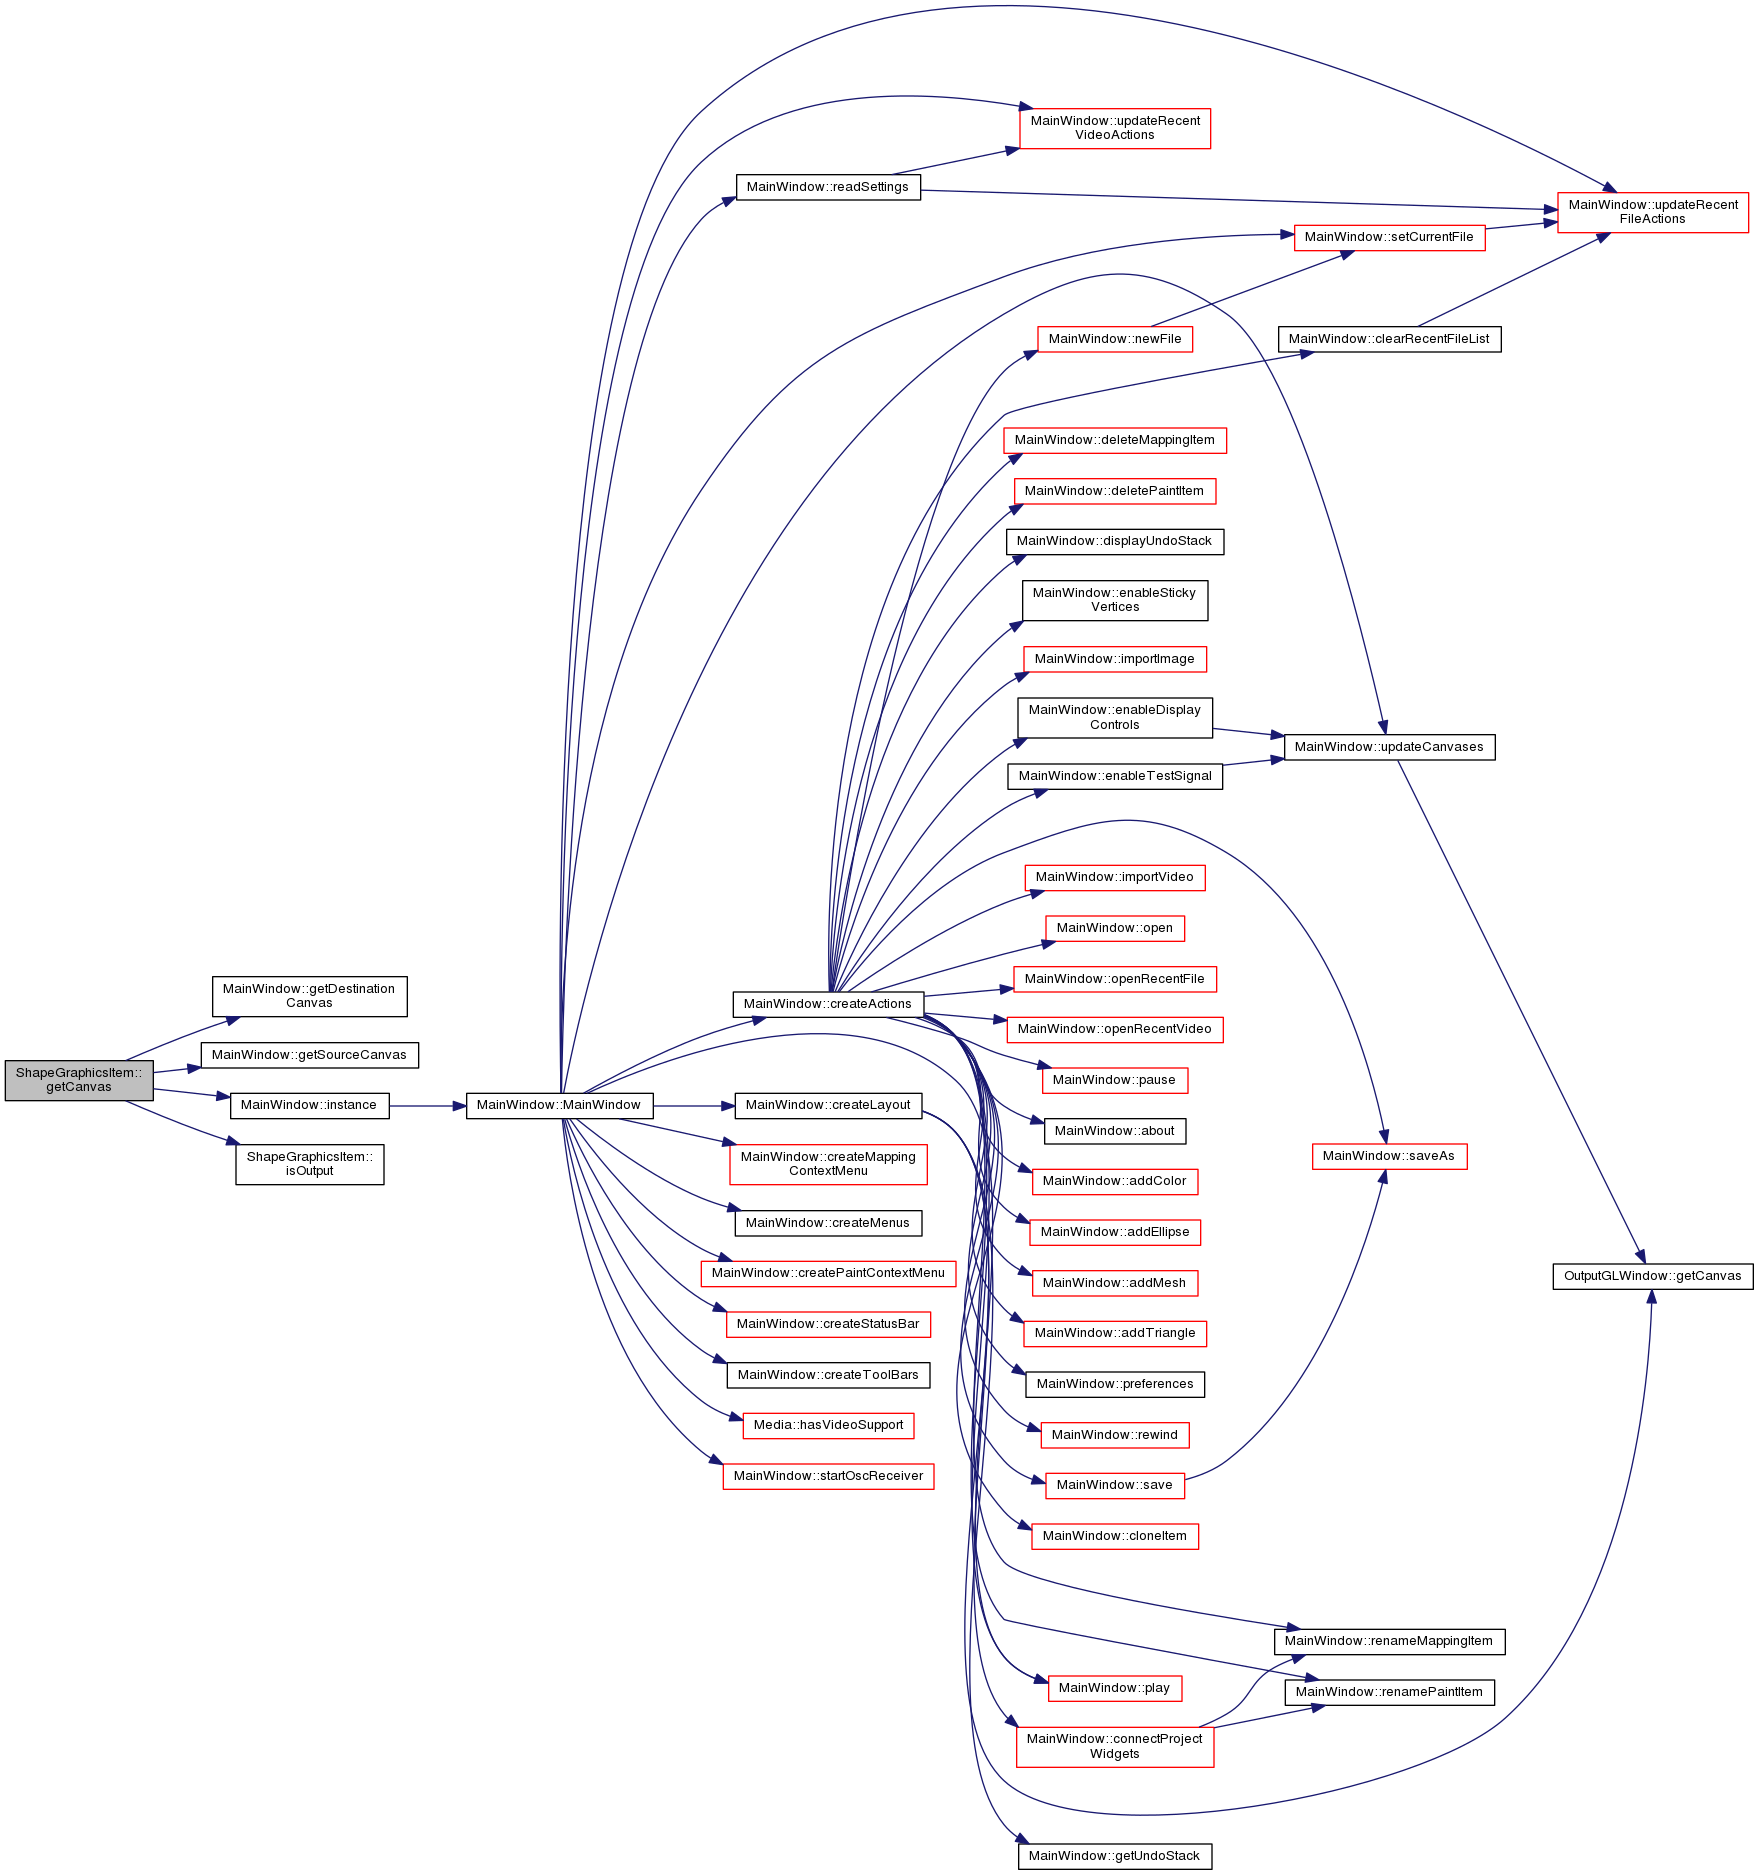 ShapeGraphicsItem::
getCanvas
MainWindow::getDestination
Canvas
MainWindow::getSourceCanvas
MainWindow::instance
ShapeGraphicsItem::
isOutput
MainWindow::MainWindow
MainWindow::readSettings
MainWindow::createActions
MainWindow::createLayout
MainWindow::createMapping
ContextMenu
MainWindow::createMenus
MainWindow::createPaintContextMenu
MainWindow::createStatusBar
MainWindow::createToolBars
Media::hasVideoSupport
MainWindow::startOscReceiver
MainWindow::updateRecent
VideoActions
MainWindow::newFile
MainWindow::deleteMappingItem
MainWindow::deletePaintItem
MainWindow::displayUndoStack
MainWindow::enableSticky
Vertices
MainWindow::importImage
MainWindow::enableDisplay
Controls
MainWindow::enableTestSignal
MainWindow::importVideo
MainWindow::open
MainWindow::openRecentFile
MainWindow::openRecentVideo
MainWindow::pause
MainWindow::about
MainWindow::addColor
MainWindow::addEllipse
MainWindow::addMesh
MainWindow::addTriangle
MainWindow::preferences
MainWindow::rewind
MainWindow::save
MainWindow::cloneItem
MainWindow::play
MainWindow::connectProject
Widgets
MainWindow::getUndoStack
MainWindow::setCurrentFile
MainWindow::clearRecentFileList
MainWindow::updateCanvases
MainWindow::saveAs
MainWindow::renameMappingItem
MainWindow::renamePaintItem
MainWindow::updateRecent
FileActions
OutputGLWindow::getCanvas